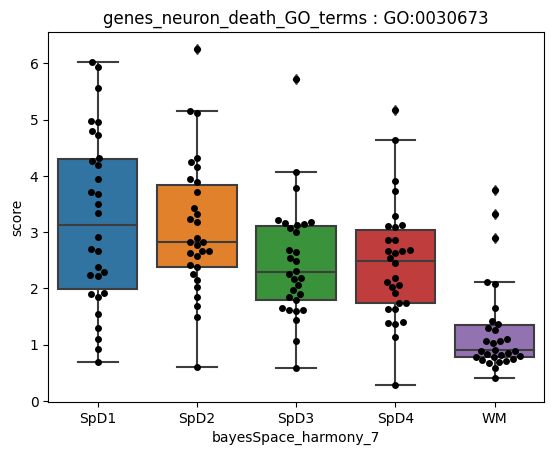 genes_neuron_death_GO_terms : GO:0030673
6
5
4
3
2
1
0
score
SpD1 SpD2 SpD3 SpD4 WM
bayesSpace_harmony_7